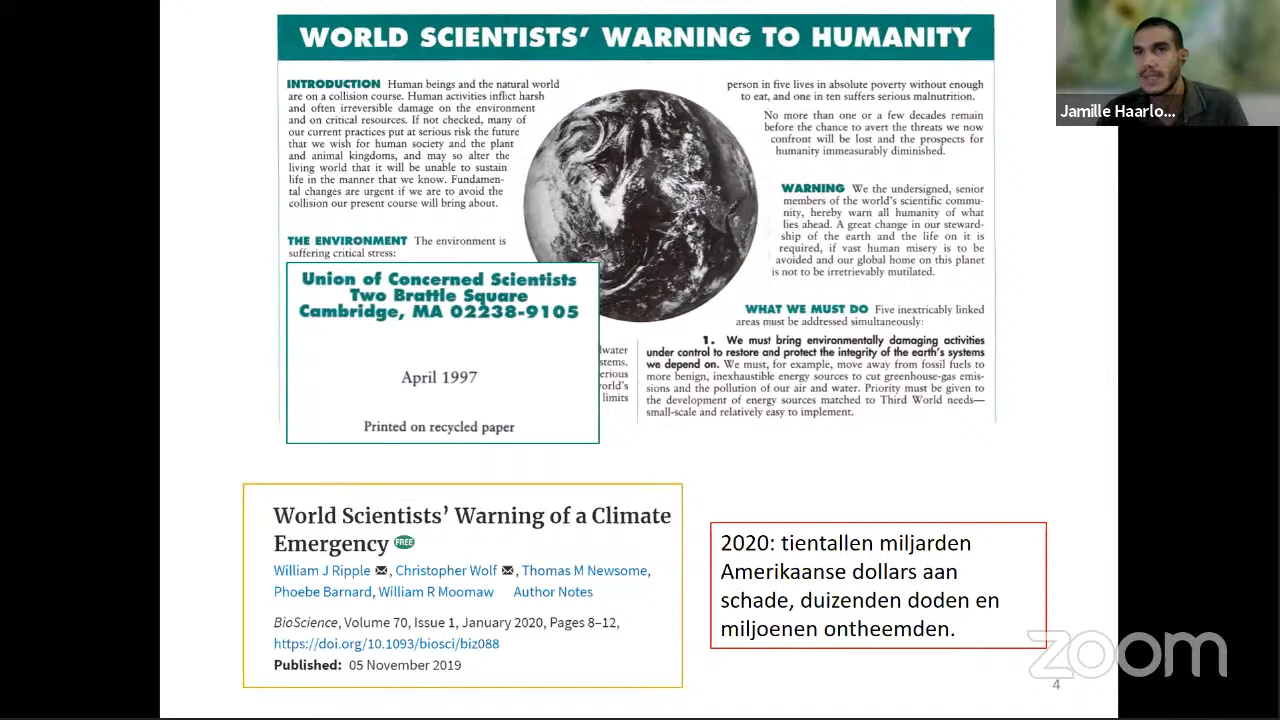 WORLD SCIENTISTS' WARNING TO HUMANITY
INTRODUCTION Human beings and the natural world
are on a collision course. Human activities inflict harsh
and often irreversible damage on the environment
and on critical resources. If not checked, many of
our current practices put at serious risk the future
that we wish for human society and the plant
and animal kingdoms, and may so alter the
living world that it will be unable to sustain
life in the manner that we know. Fundamen-
tal changes are urgent if we are to avoid the
collision our present course will bring about.
THE ENVIRONMENT The environment is
suffering critical stress:
Union of Concerned Scientists
Two Brattle Square
Cambridge, MA 02238-9105
April 1997
Printed on recycled paper
water
stems.
erious
orld's
limits
person in five lives in absolute poverty without enough
to eat, and one in ten suffers serious malnutrition.
No more than one or a few decades remain
before the chance to avert the threats we now
confront will be lost and the prospects for
humanity immeasurably diminished.
WARNING We the undersigned, senior
members of the world's scientific commu-
nity, hereby warn all humanity of what
lies ahead. A great change in our steward-
ship of the earth and the life on it is
required, if vast human misery is to be
avoided and our global home on this planet
is not to be irretrievably mutilated.
WHAT WE MUST DO Five inextricably linked
areas must be addressed simultaneously:
1. We must bring environmentally damaging activities
under control to restore and protect the integrity of the earth's systems
we depend on. We must, for example, move away from fossil fuels to
more benign, inexhaustible energy sources to cut greenhouse-gas emis-
sions and the pollution of our air and water. Priority must be given to
the development of energy sources matched to Third World needs—
small-scale and relatively easy to implement.
Jamille Haarlo...
World Scientists' Warning of a Climate
Emergency FREE
William J Ripple, Christopher Wolf, Thomas M Newsome,
Phoebe Barnard, William R Moomaw Author Notes
BioScience, Volume 70, Issue 1, January 2020, Pages 8–12,
https://doi.org/10.1093/biosci/biz088
Published: 05 November 2019
2020: tientallen miljarden
Amerikaanse dollars aan
schade, duizenden doden en
miljoenen ontheemden.
zoom
4